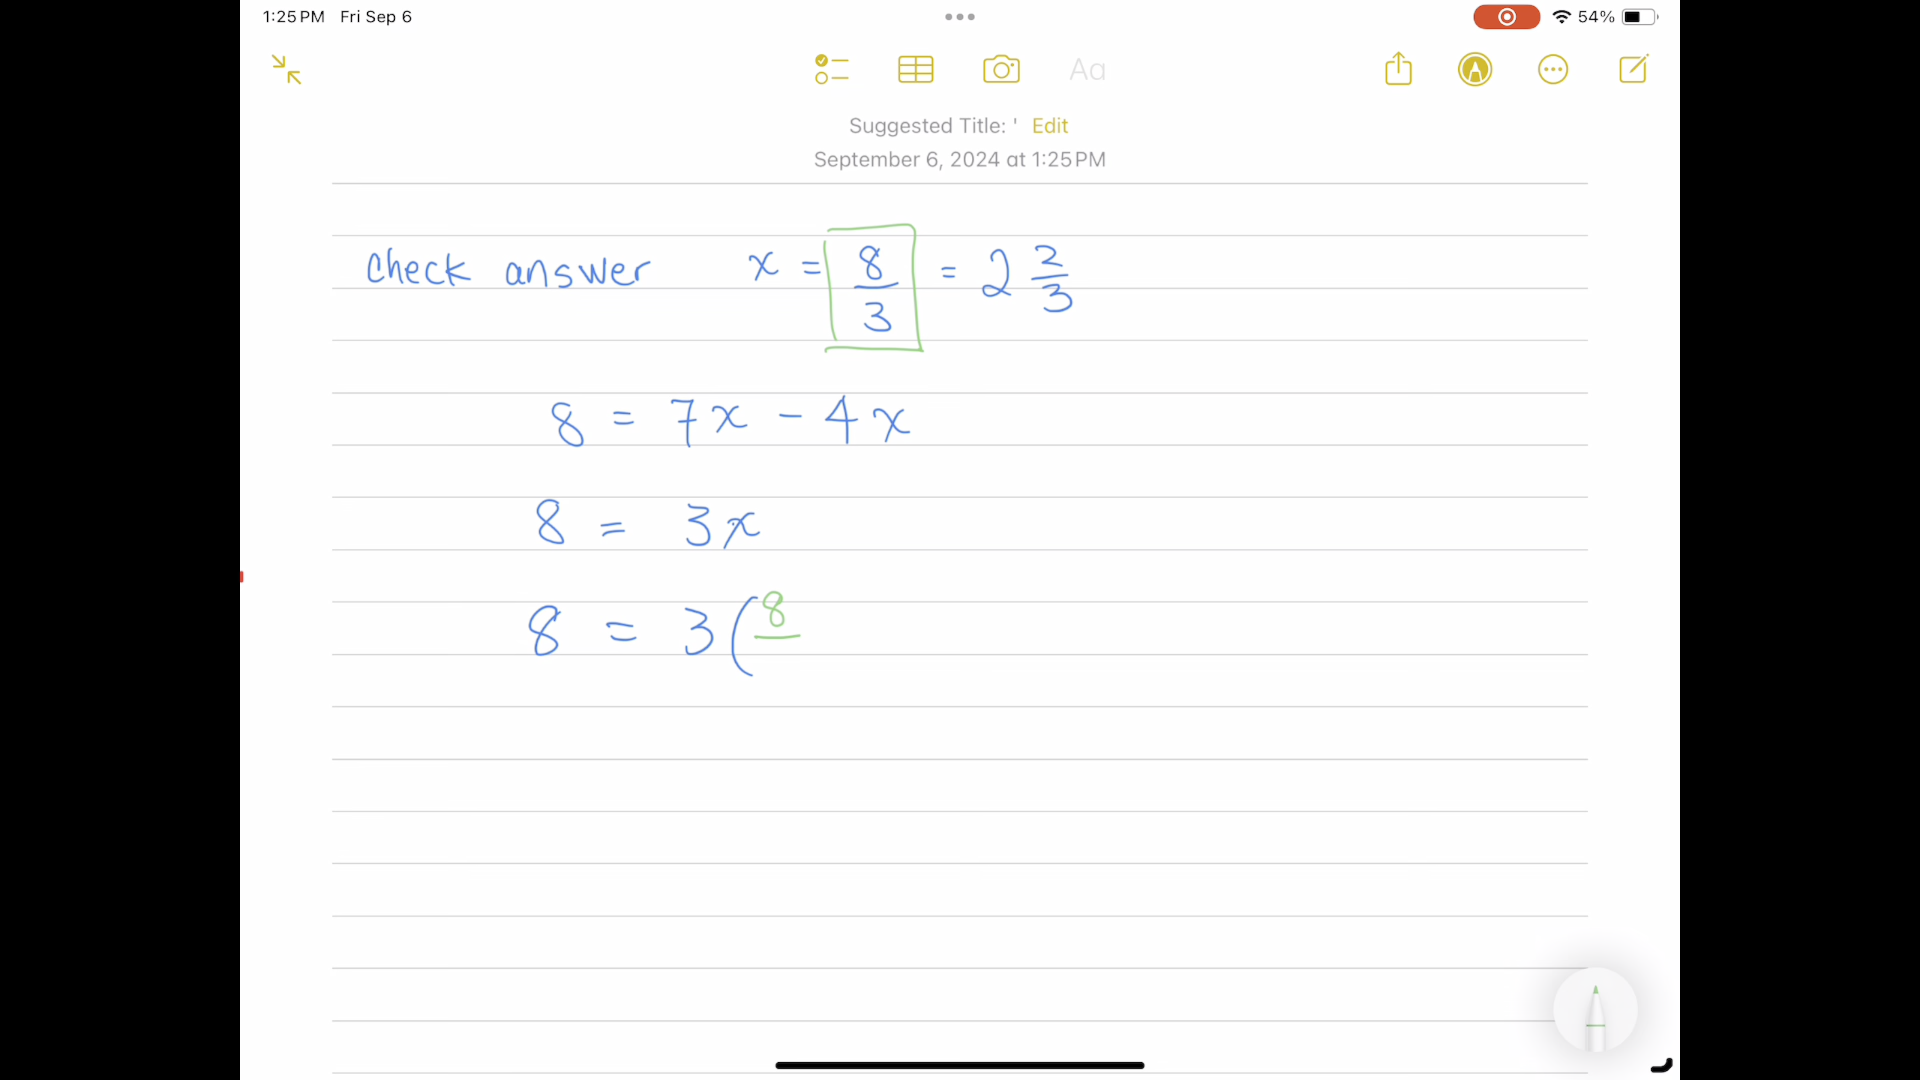 1:25 PM Fri Sep 6
54%
Aa
Suggested Title: ' Edit
September 6, 2024 at 1:25 PM
Check answer x = 8/3 = 2 2/3
8 = 7x - 4x
8 = 3x
8 = 3(8